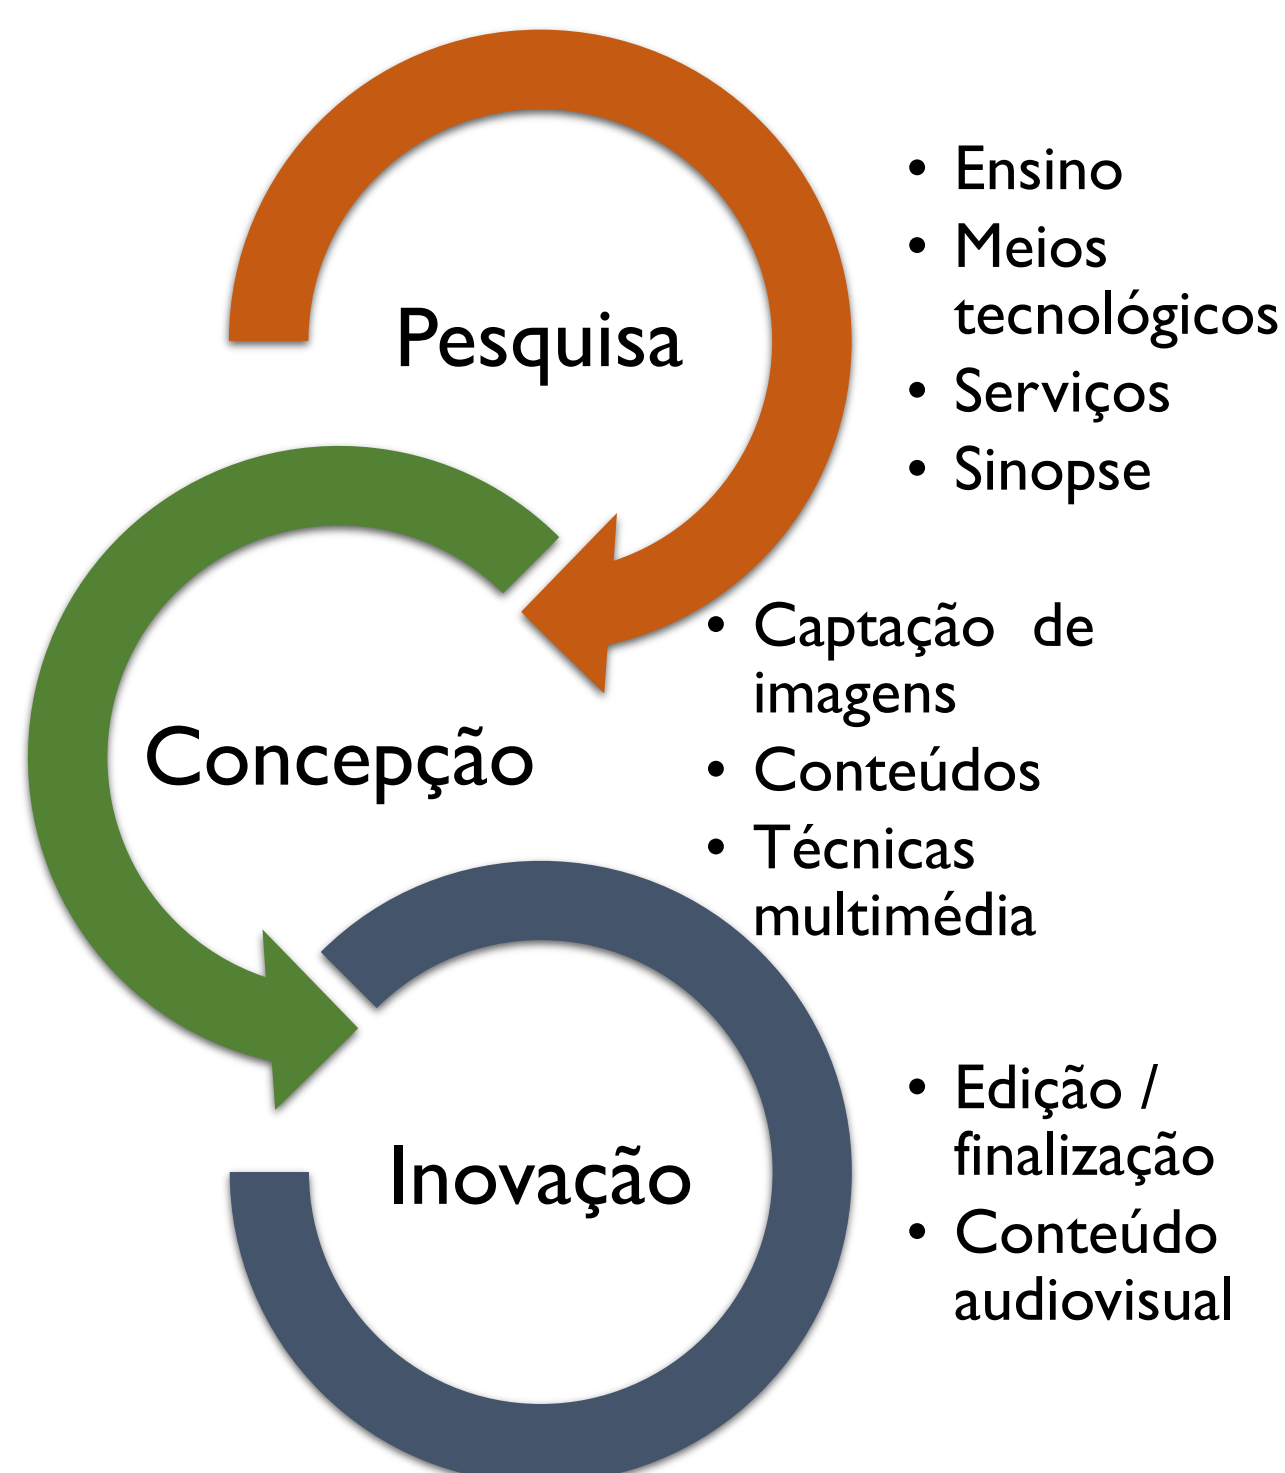 Pesquisa
• Ensino
• Meios
tecnológicos
• Serviços
• Sinopse
Concepção
• Captação de
imagens
• Conteúdos
• Técnicas
multimédia
Inovação
• Edição /
finalização
• Conteúdo
audiovisual